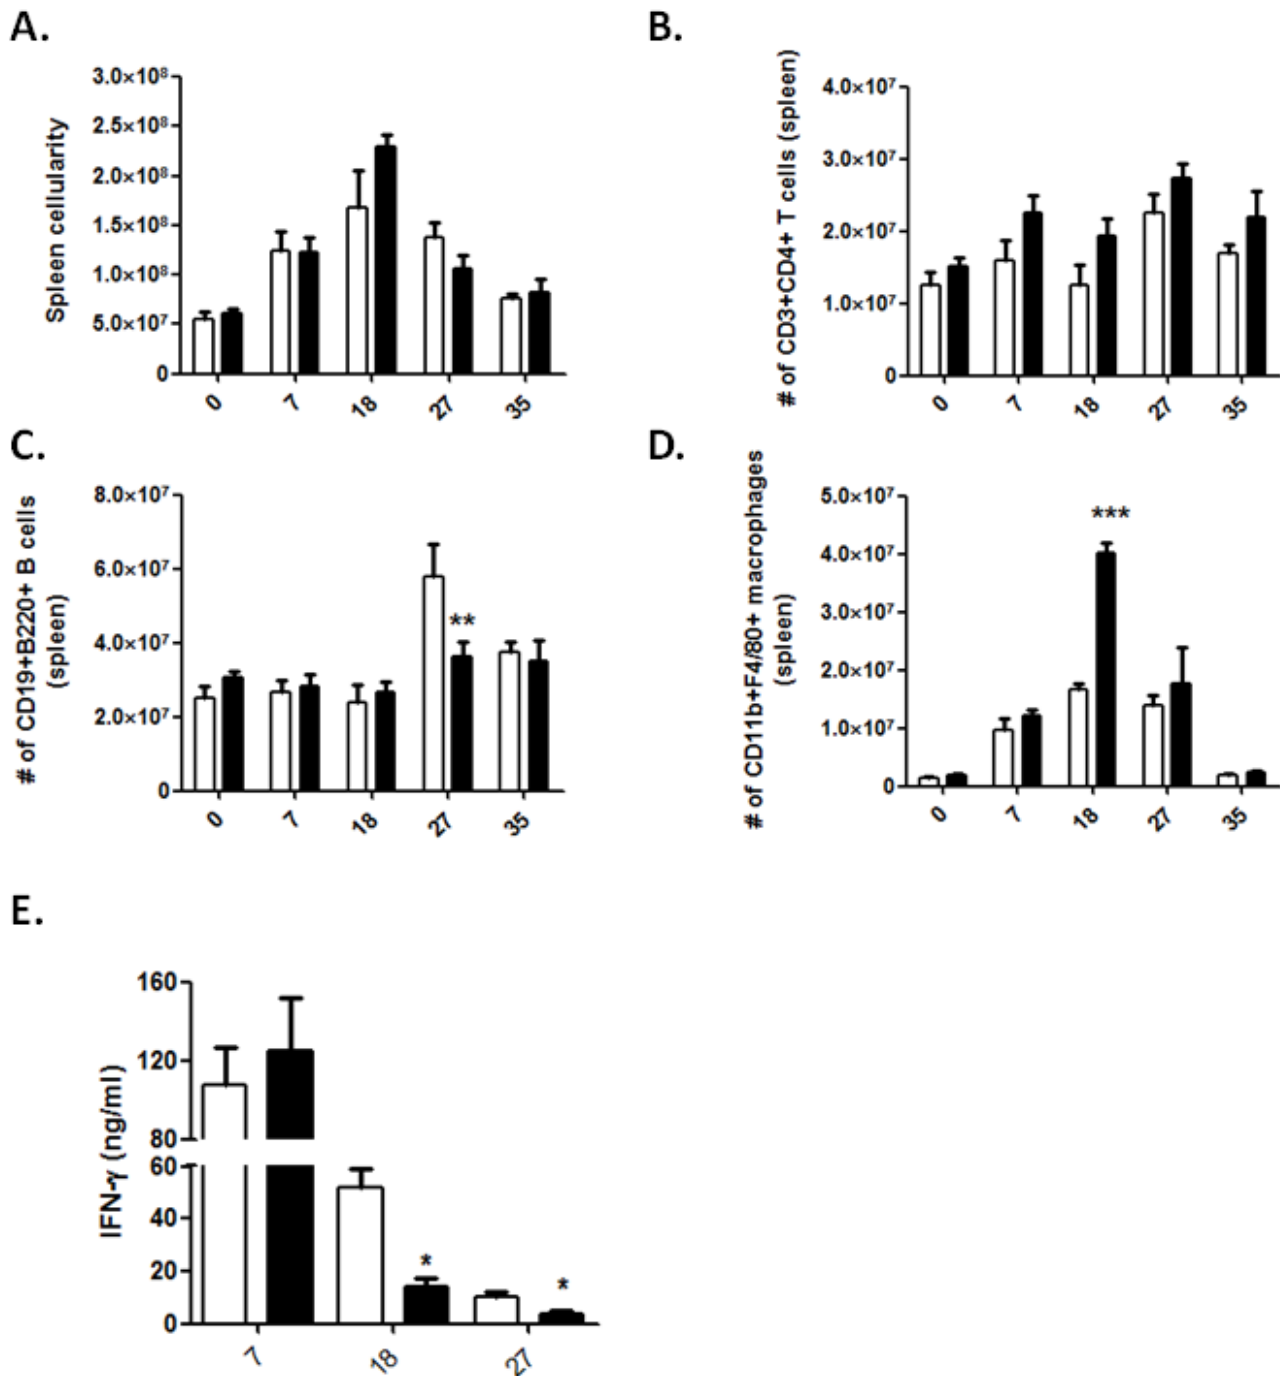 A.
Spleen cellularity
3.0×10⁸
2.5×10⁸
2.0×10⁸
1.5×10⁸
1.0×10⁸
5.0×10⁷
0
0 7 18 27 35
B.
# of CD3+CD4+ T cells (spleen)
4.0×10⁷
3.0×10⁷
2.0×10⁷
1.0×10⁷
0
0 7 18 27 35
C.
# of CD19+B220+ B cells
(spleen)
8.0×10⁷
6.0×10⁷
4.0×10⁷
2.0×10⁷
0
**
0 7 18 27 35
D.
# of CD11b+F4/80+ macrophages
(spleen)
5.0×10⁷
4.0×10⁷
3.0×10⁷
2.0×10⁷
1.0×10⁷
0
***
0 7 18 27 35
E.
IFN-γ (ng/ml)
160
120
80
60
40
20
0
*
*
7 18 27